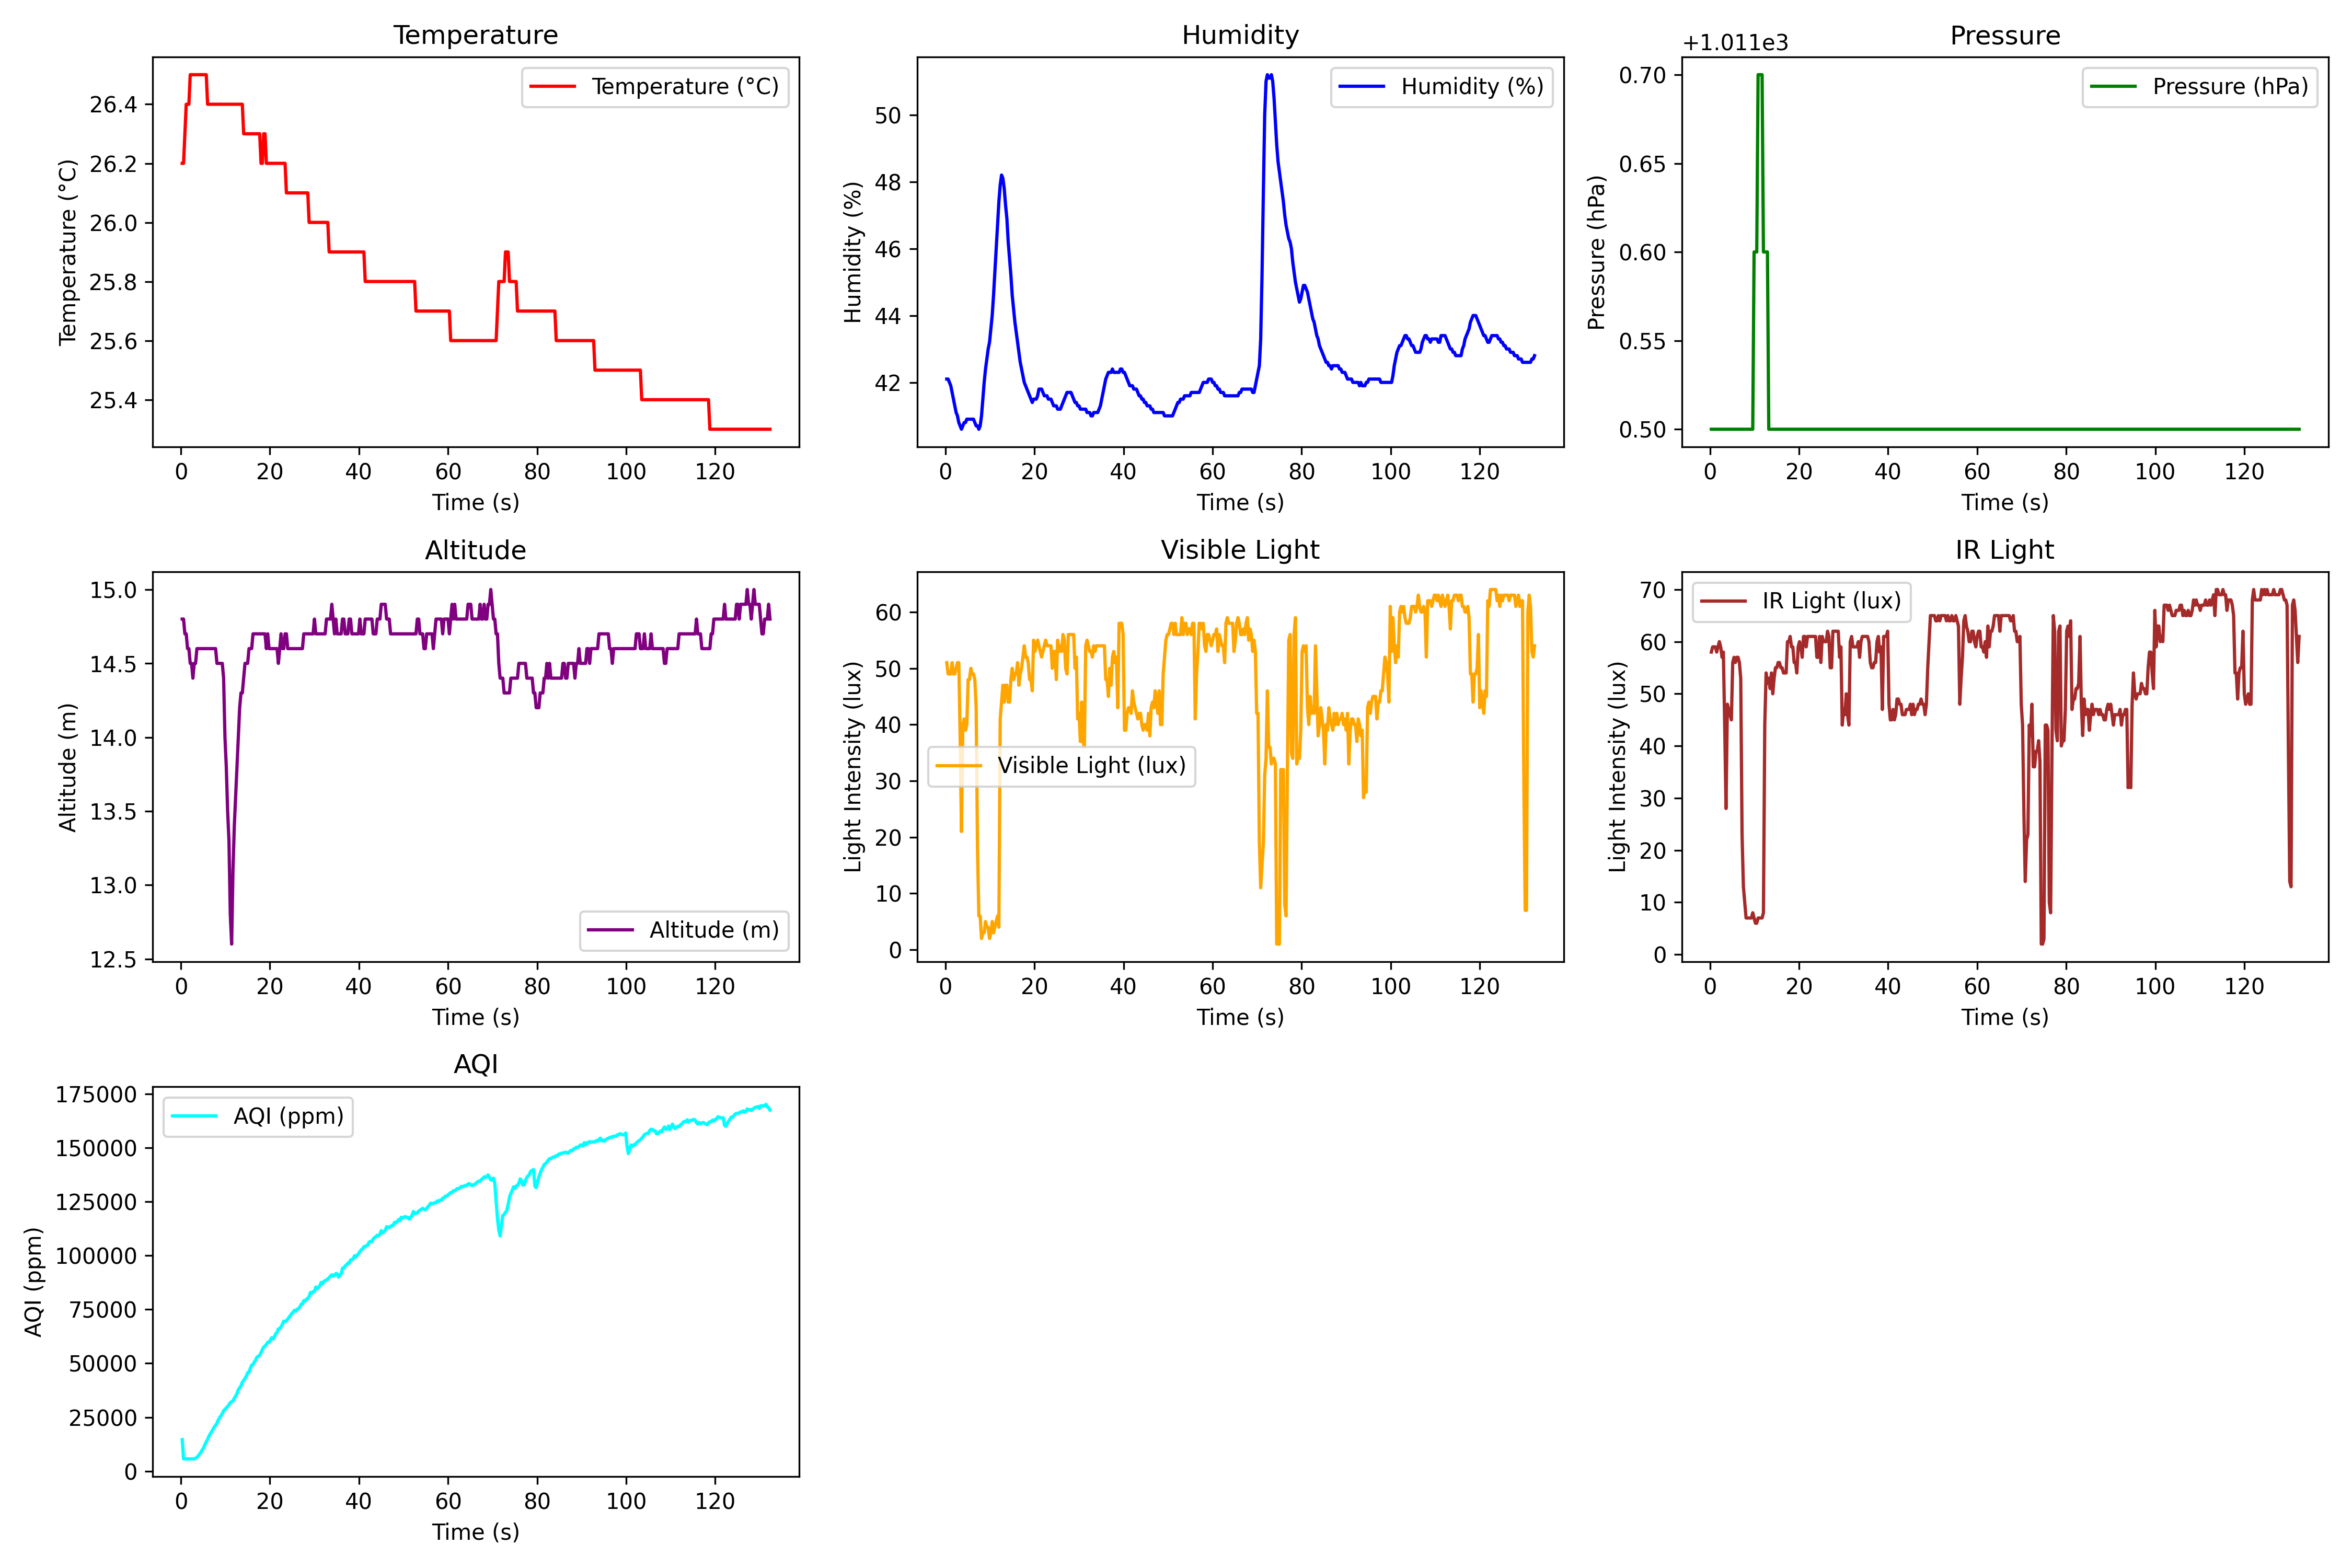 Temperature
Temperature (°C)
Temperature (°C)
26.4
26.2
26.0
25.8
25.6
25.4
0 20 40 60 80 100 120
Time (s)
Humidity
Humidity (%)
Humidity (%)
50
48
46
44
42
0 20 40 60 80 100 120
Time (s)
Pressure
+1.011e3
Pressure (hPa)
Pressure (hPa)
0.70
0.65
0.60
0.55
0.50
0 20 40 60 80 100 120
Time (s)
Altitude
Altitude (m)
Altitude (m)
15.0
14.5
14.0
13.5
13.0
12.5
0 20 40 60 80 100 120
Time (s)
Visible Light
Visible Light (lux)
Light Intensity (lux)
60
50
40
30
20
10
0
0 20 40 60 80 100 120
Time (s)
IR Light
IR Light (lux)
Light Intensity (lux)
70
60
50
40
30
20
10
0
0 20 40 60 80 100 120
Time (s)
AQI
AQI (ppm)
AQI (ppm)
175000
150000
125000
100000
75000
50000
25000
0
0 20 40 60 80 100 120
Time (s)